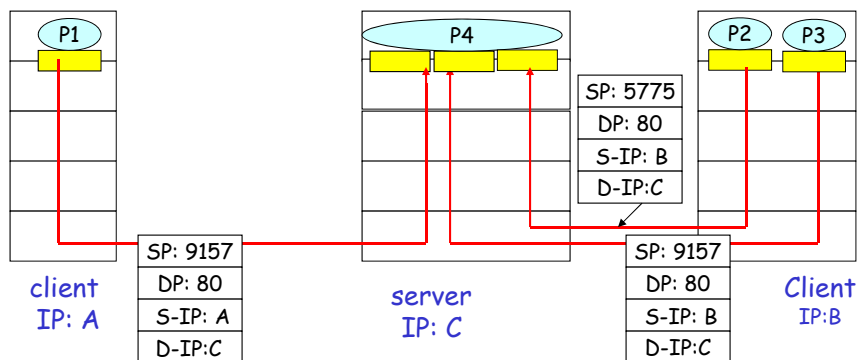 P1
P4
P2
P3
SP: 5775
DP: 80
S-IP: B
D-IP:C
SP: 9157
DP: 80
S-IP: A
D-IP:C
SP: 9157
DP: 80
S-IP: B
D-IP:C
client
IP: A
server
IP: C
Client
IP:B